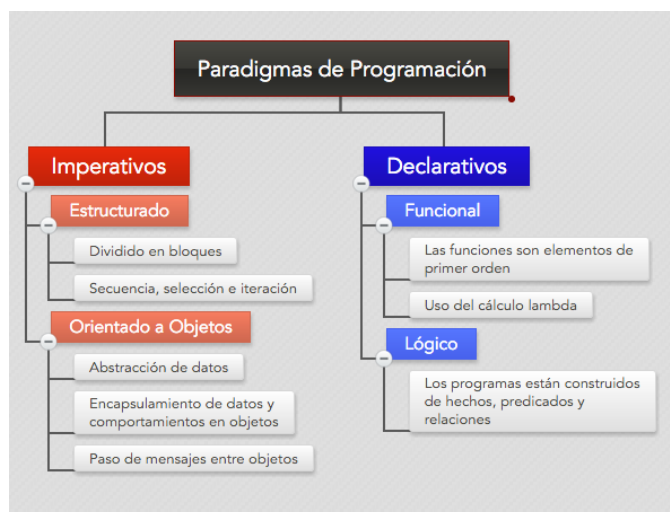 Paradigmas de Programación
Imperativos
Estructurado
Dividido en bloques
Secuencia, selección e iteración
Orientado a Objetos
Abstracción de datos
Encapsulamiento de datos y
comportamientos en objetos
Paso de mensajes entre objetos
Declarativos
Funcional
Las funciones son elementos de
primer orden
Uso del cálculo lambda
Lógico
Los programas están construidos
de hechos, predicados y
relaciones